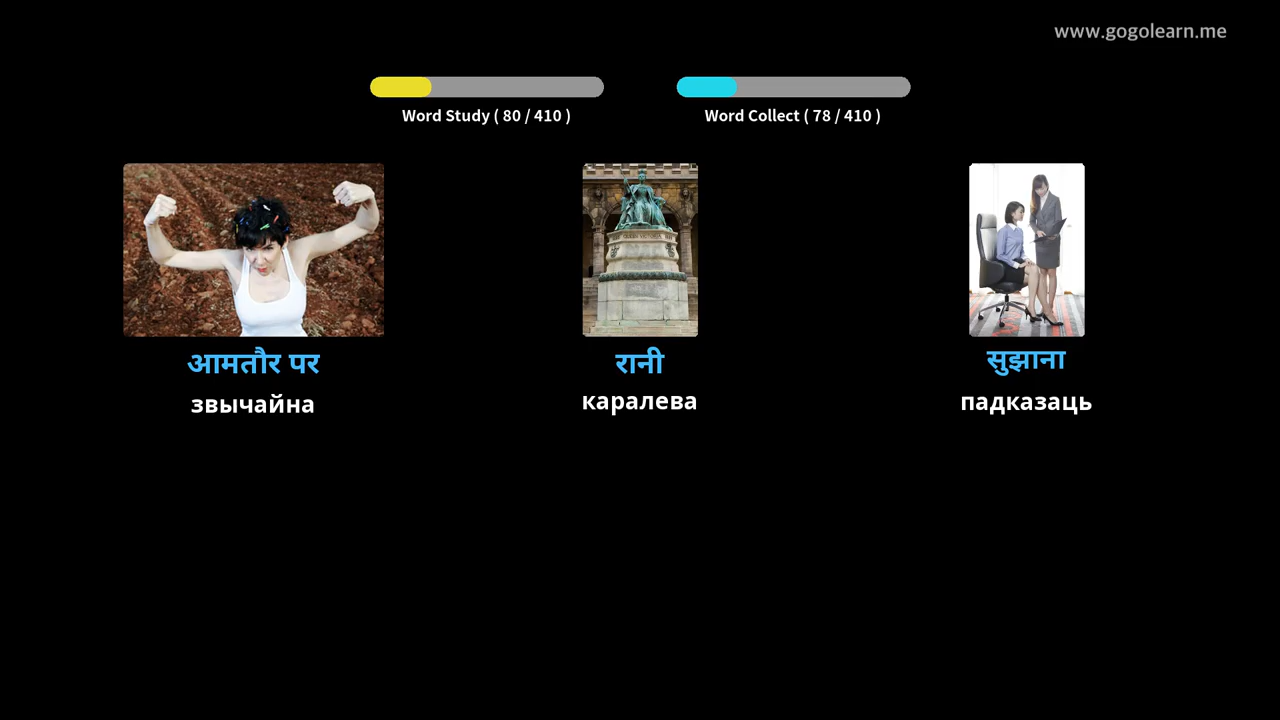 www.gogolearn.me
Word Study ( 80 / 410 )
Word Collect ( 78 / 410 )
आमतौर पर
звычайна
रानी
каралева
सुझाना
падказаць